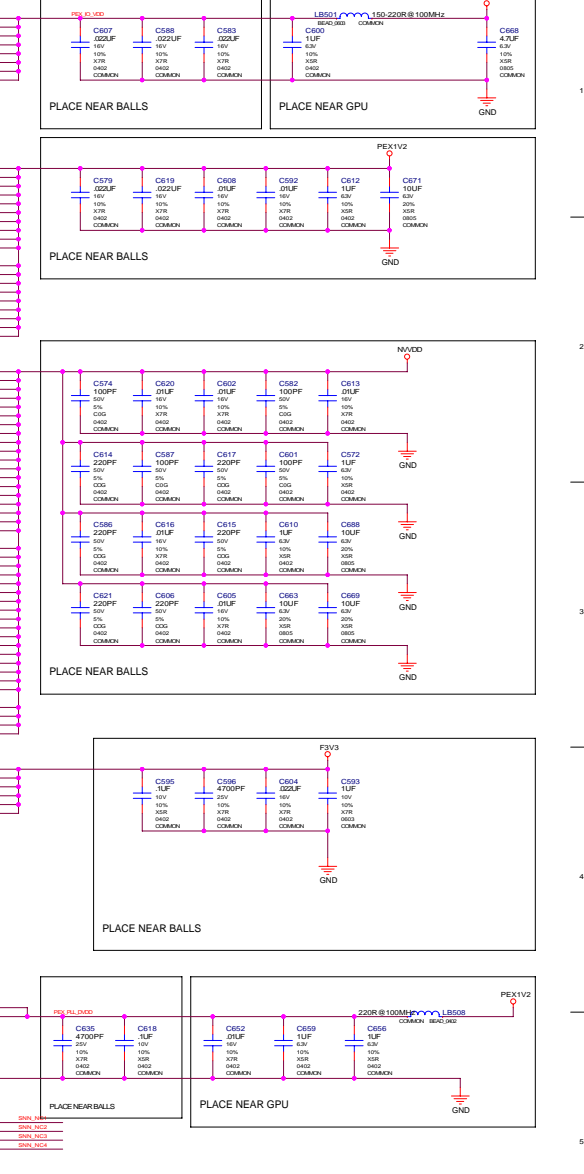 PEX_IO_VDD
LB501 150-220R@100MHz
BEAD_0603 COMMON
C607 C588 C583 C600 C668
.022UF .022UF .022UF 1UF 4.7UF
16V 16V 16V 6.3V 6.3V
10% 10% 10% 10% 10%
X7R X7R X7R X5R X5R
0402 0402 0402 0402 0805
COMMON COMMON COMMON COMMON COMMON
1
PLACE NEAR BALLS PLACE NEAR GPU
GND
PEX1V2
C579 C619 C608 C592 C612 C671
.022UF .022UF .01UF .01UF 1UF 10UF
16V 16V 16V 16V 6.3V 6.3V
10% 10% 10% 10% 10% 20%
X7R X7R X7R X7R X5R X5R
0402 0402 0402 0402 0402 0805
COMMON COMMON COMMON COMMON COMMON COMMON
PLACE NEAR BALLS
GND
2
NVVDD
C574 C620 C602 C582 C613
100PF .01UF .01UF 100PF .01UF
50V 16V 16V 50V 16V
5% 10% 10% 5% 10%
C0G X7R X7R C0G X7R
0402 0402 0402 0402 0402
COMMON COMMON COMMON COMMON COMMON
GND
C614 C587 C617 C601 C572
220PF 100PF 220PF 100PF 1UF
50V 50V 50V 50V 6.3V
5% 5% 5% 5% 10%
COG C0G COG C0G X5R
0402 0402 0402 0402 0402
COMMON COMMON COMMON COMMON COMMON
GND
C586 C616 C615 C610 C688
220PF .01UF 220PF 1UF 10UF
50V 16V 50V 6.3V 6.3V
5% 10% 5% 10% 20%
COG X7R COG X5R X5R
0402 0402 0402 0402 0805
COMMON COMMON COMMON COMMON COMMON
GND
3
C621 C606 C605 C663 C669
220PF 220PF .01UF 10UF 10UF
50V 50V 16V 6.3V 6.3V
5% 5% 10% 20% 20%
COG COG X7R X5R X5R
0402 0402 0402 0805 0805
COMMON COMMON COMMON COMMON COMMON
PLACE NEAR BALLS
GND
F3V3
C595 C596 C604 C593
.1UF 4700PF .022UF 1UF
10V 25V 16V 10V
10% 10% 10% 10%
X5R X7R X7R X7R
0402 0402 0402 0603
COMMON COMMON COMMON COMMON
GND
4
PLACE NEAR BALLS
PEX1V2
PEX_PLL_DVDD
220R@100MHz LB508
COMMON BEAD_0402
C635 C618 C652 C659 C656
4700PF .1UF .01UF 1UF 1UF
25V 10V 16V 6.3V 6.3V
10% 10% 10% 10% 10%
X7R X5R X7R X5R X5R
0402 0402 0402 0402 0402
COMMON COMMON COMMON COMMON COMMON
PLACE NEAR BALLS PLACE NEAR GPU
GND
SNN_NC1
SNN_NC2
SNN_NC3
SNN_NC4
5